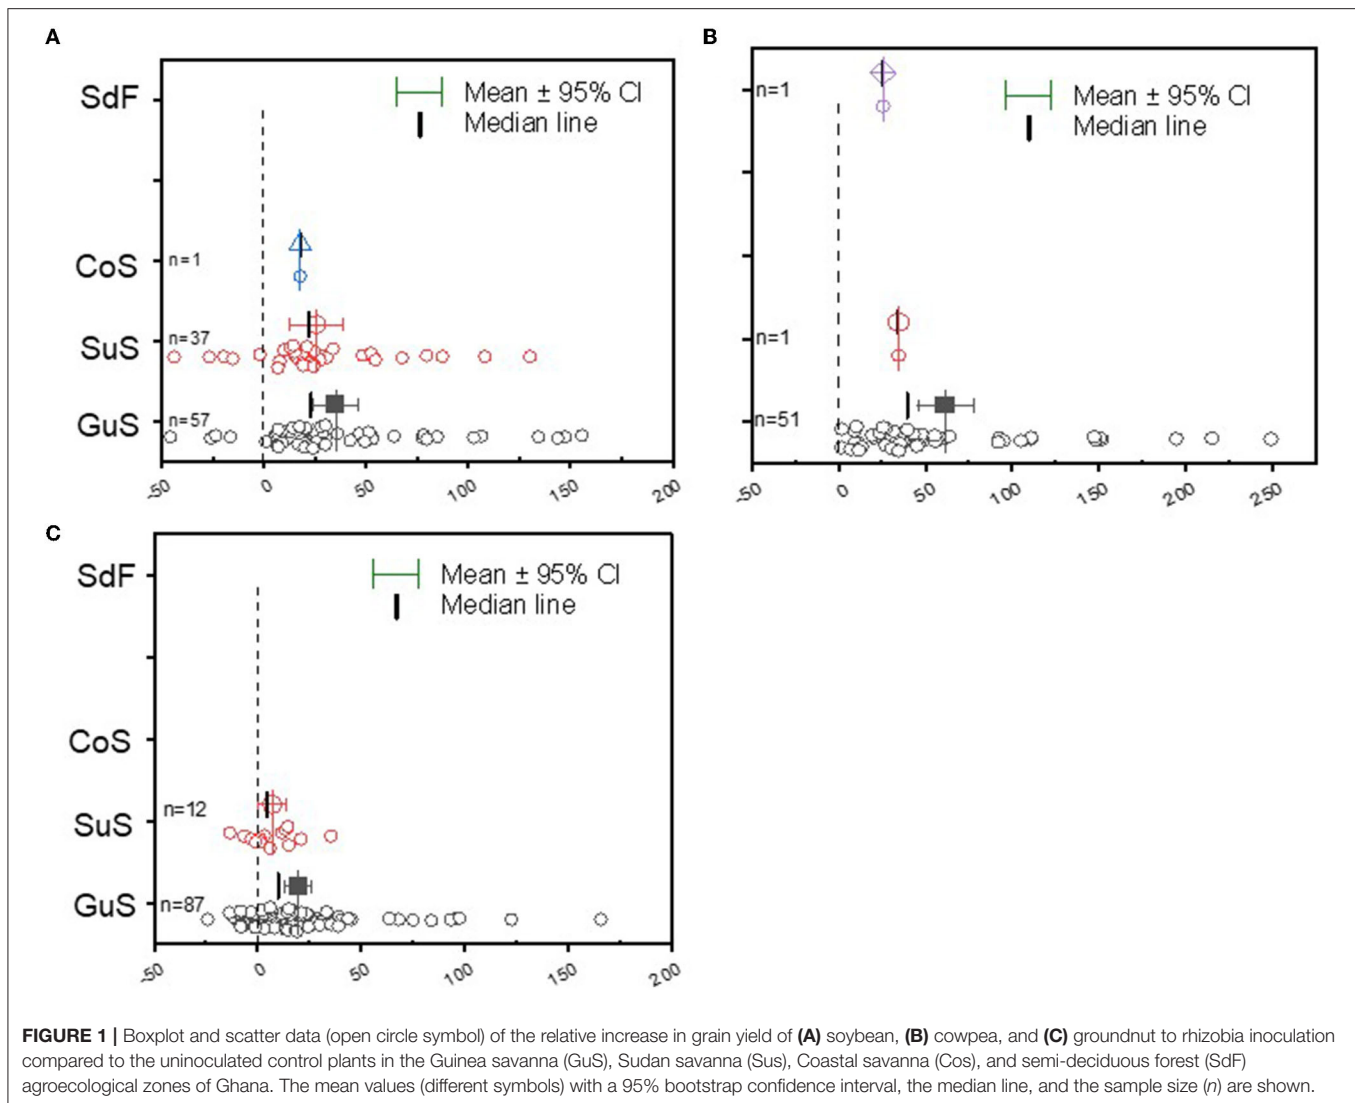 A
SdF
Mean ± 95% CI
Median line
CoS
n=1
SuS
n=37
GuS
n=57
-50 0 50 100 150 200
B
n=1
Mean ± 95% CI
Median line
n=1
n=51
-50 0 50 100 150 200 250
C
SdF
Mean ± 95% CI
Median line
CoS
SuS
n=12
GuS
n=87
-50 0 50 100 150 200
FIGURE 1 | Boxplot and scatter data (open circle symbol) of the relative increase in grain yield of (A) soybean, (B) cowpea, and (C) groundnut to rhizobia inoculation
compared to the uninoculated control plants in the Guinea savanna (GuS), Sudan savanna (Sus), Coastal savanna (Cos), and semi-deciduous forest (SdF)
agroecological zones of Ghana. The mean values (different symbols) with a 95% bootstrap confidence interval, the median line, and the sample size (n) are shown.